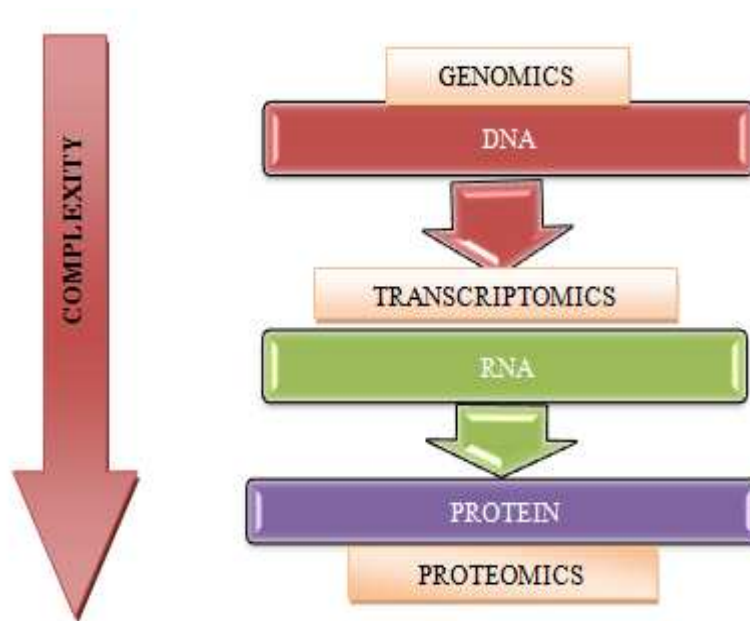 COMPLEXITY
GENOMICS
DNA
TRANSCRIPTOMICS
RNA
PROTEIN
PROTEOMICS